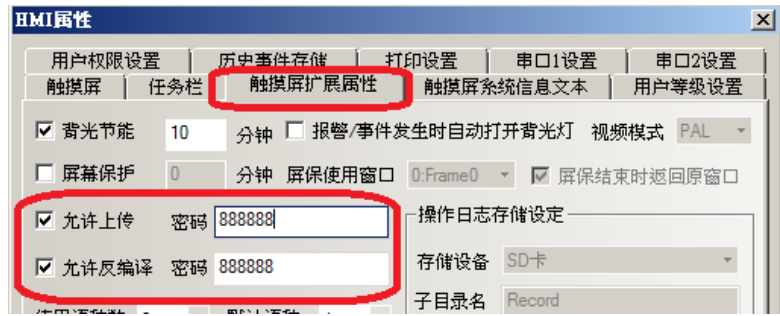 HMI属性
用户权限设置 历史事件存储 打印设置 串口1设置 串口2设置
触摸屏 任务栏 触摸屏扩展属性 触摸屏系统信息文本 用户等级设置
背光节能 10 分钟 报警/事件发生时自动打开背光灯 视频模式 PAL
屏幕保护 0 分钟 屏保使用窗口 0:Frame0 屏保结束时返回原窗口
允许上传 密码 888888 操作日志存储设定
允许反编译 密码 888888 存储设备 SD卡
子目录名 Record